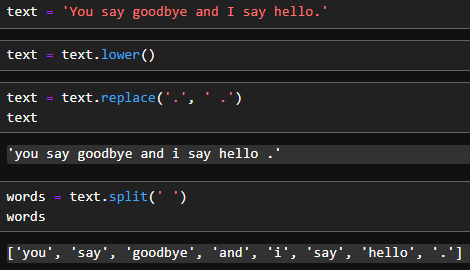 text = 'You say goodbye and I say hello.'
text = text.lower()
text = text.replace('.', ' .')
text
'you say goodbye and i say hello .'
words = text.split(' ')
words
['you', 'say', 'goodbye', 'and', 'i', 'say', 'hello', '.']